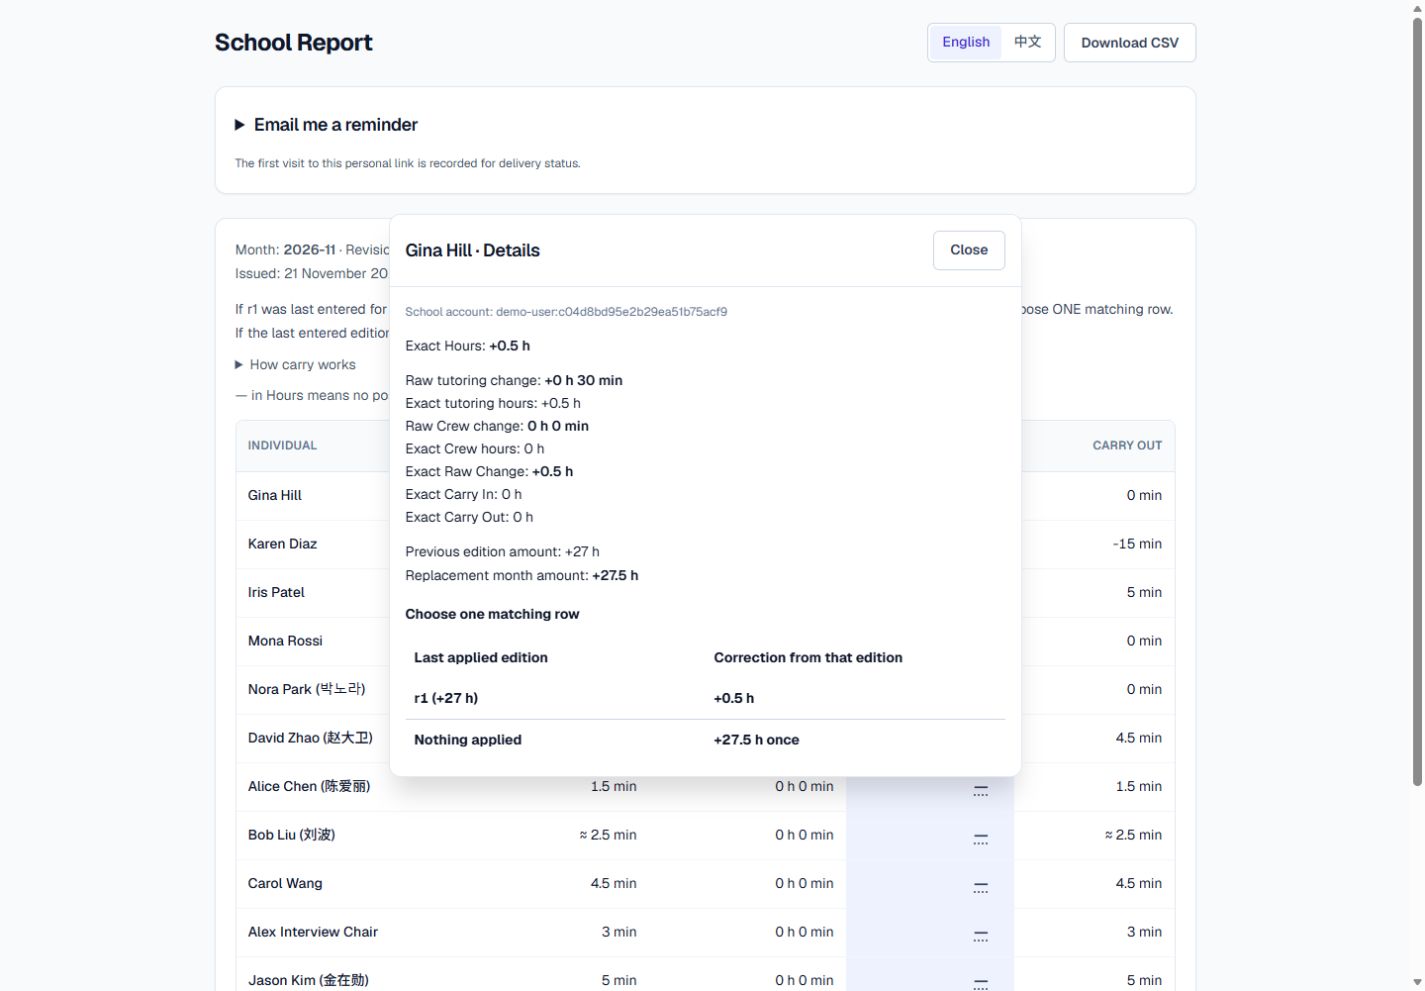 School Report
English 中文 Download CSV
▶ Email me a reminder
The first visit to this personal link is recorded for delivery status.
Month: 2026-11 · Revisio
Issued: 21 November 20
If r1 was last entered for
ose ONE matching row.
If the last entered edition
▶ How carry works
— in Hours means no po
Gina Hill · Details
Close
School account: demo-user:c04d8bd95e2b29ea51b75acf9
Exact Hours: +0.5 h
Raw tutoring change: +0 h 30 min
Exact tutoring hours: +0.5 h
Raw Crew change: 0 h 0 min
Exact Crew hours: 0 h
Exact Raw Change: +0.5 h
Exact Carry In: 0 h
Exact Carry Out: 0 h
Previous edition amount: +27 h
Replacement month amount: +27.5 h
Choose one matching row
Last applied edition Correction from that edition
r1 (+27 h) +0.5 h
Nothing applied +27.5 h once
INDIVIDUAL CARRY OUT
Gina Hill 0 min
Karen Diaz -15 min
Iris Patel 5 min
Mona Rossi 0 min
Nora Park (박노라) 0 min
David Zhao (赵大卫) 4.5 min
Alice Chen (陈爱丽) 1.5 min 0 h 0 min — 1.5 min
Bob Liu (刘波) ≈ 2.5 min 0 h 0 min — ≈ 2.5 min
Carol Wang 4.5 min 0 h 0 min — 4.5 min
Alex Interview Chair 3 min 0 h 0 min — 3 min
Jason Kim (金在勋) 5 min 0 h 0 min — 5 min